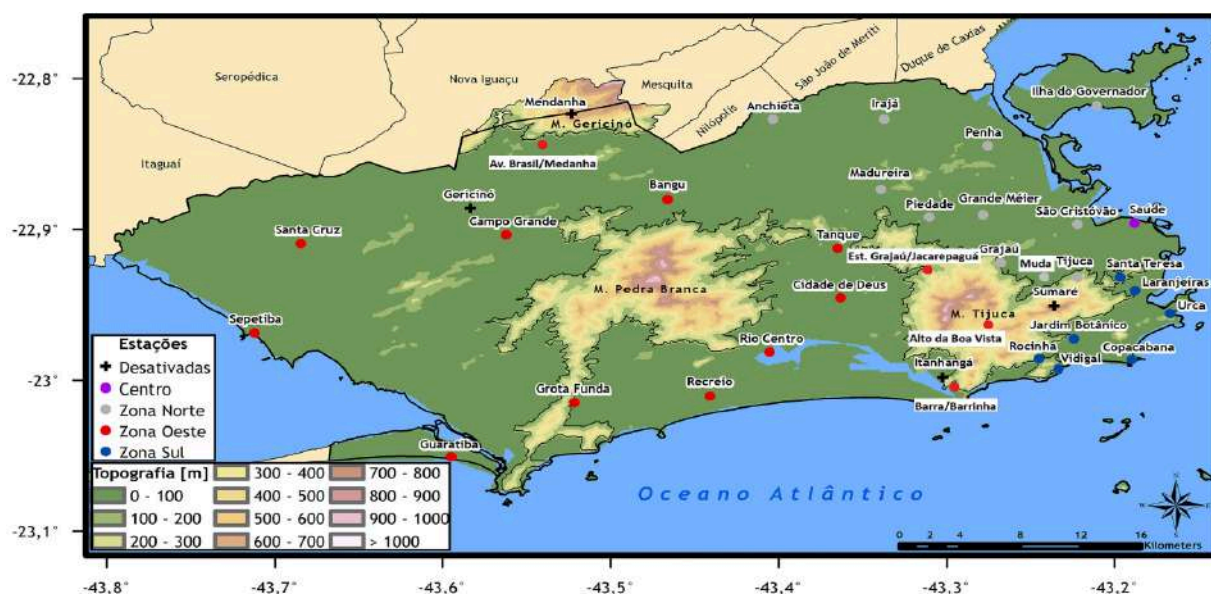 -22,8°
-22,9°
-23°
-23,1°
-43.8°
-43.7°
-43.6°
-43.5°
-43.4°
-43.3°
-43.2°
Seropédica
Nova Iguaçu
Mesquita
Nilópolis
São João de Meriti
Duque de Caxias
Itaguaí
Ilha do Governador
Mendanha
M. Gericinó
Anchieta
Irajá
Penha
Av. Brasil/Medanha
Madureira
Bangu
Gericinó
Piedade
Grande Méier
São Cristóvão
Saúde
Santa Cruz
Campo Grande
Tanque
Grajaú
Est. Grajaú/Jacarepaguá
Muda
Tijuca
Santa Teresa
Laranjeiras
Cidade de Deus
M. Pedra Branca
Sumaré
Urca
M. Tijuca
Jardim Botânico
Sepetiba
Rio Centro
Alto da Boa Vista
Rocinha
Copacabana
Vidigal
Itanhangá
Grota Funda
Recreio
Barra/Barrinha
Guaratiba
Oceano Atlântico
Estações
Desativadas
Centro
Zona Norte
Zona Oeste
Zona Sul
Topografia [m]
0 - 100
100 - 200
200 - 300
300 - 400
400 - 500
500 - 600
600 - 700
700 - 800
800 - 900
900 - 1000
> 1000
0 2 4 8 12 16
Kilometers